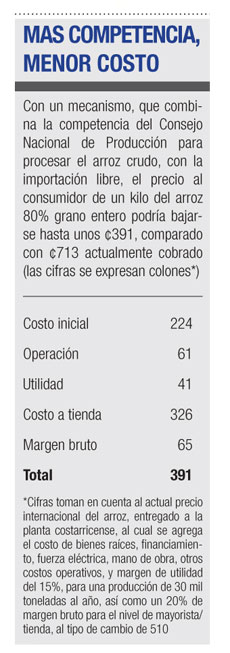 MAS COMPETENCIA,
MENOR COSTO
Con un mecanismo, que combi-
na la competencia del Consejo
Nacional de Producción para
procesar el arroz crudo, con la
importación libre, el precio al
consumidor de un kilo del arroz
80% grano entero podría bajar-
se hasta unos ¢391, comparado
con ¢713 actualmente cobrado
(las cifras se expresan colones*)
Costo inicial 224
Operación 61
Utilidad 41
Costo a tienda 326
Margen bruto 65
Total 391
*Cifras toman en cuenta al actual precio
internacional del arroz, entregado a la
planta costarricense, al cual se agrega
el costo de bienes raíces, financiamien-
to, fuerza eléctrica, mano de obra, otros
costos operativos, y margen de utilidad
del 15%, para una producción de 30 mil
toneladas al año, así como un 20% de
margen bruto para el nivel de mayorista/
tienda, al tipo de cambio de 510